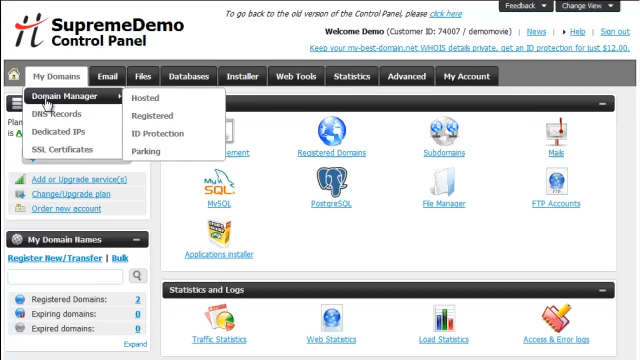 Feedback
Change View
SupremeDemo
Control Panel
To go back to the old version of the Control Panel, please click here
Welcome Demo (Customer ID: 74007 / demomovie) | News | Help | Sign out
Keep your my-best-domain.net WHOIS details private, get an ID protection for just $12.00.
My Domains
Email
Files
Databases
Installer
Web Tools
Statistics
Advanced
My Account
Domain Manager
DNS Records
Dedicated IPs
SSL Certificates
Hosted
Registered
ID Protection
Parking
Plan
is A
Add or Upgrade service(s)
Change/Upgrade plan
Order new account
My Domain Names
Register New/Transfer | Bulk
Registered Domains: 2
Expiring domains: 0
Expired domains: 0
Expand
ement
Registered Domains
Subdomains
Mails
MySQL
MySQL
PostgreSQL
File Manager
FTP Accounts
Applications installer
Statistics and Logs
Traffic Statistics
Web Statistics
Load Statistics
Access & Error logs